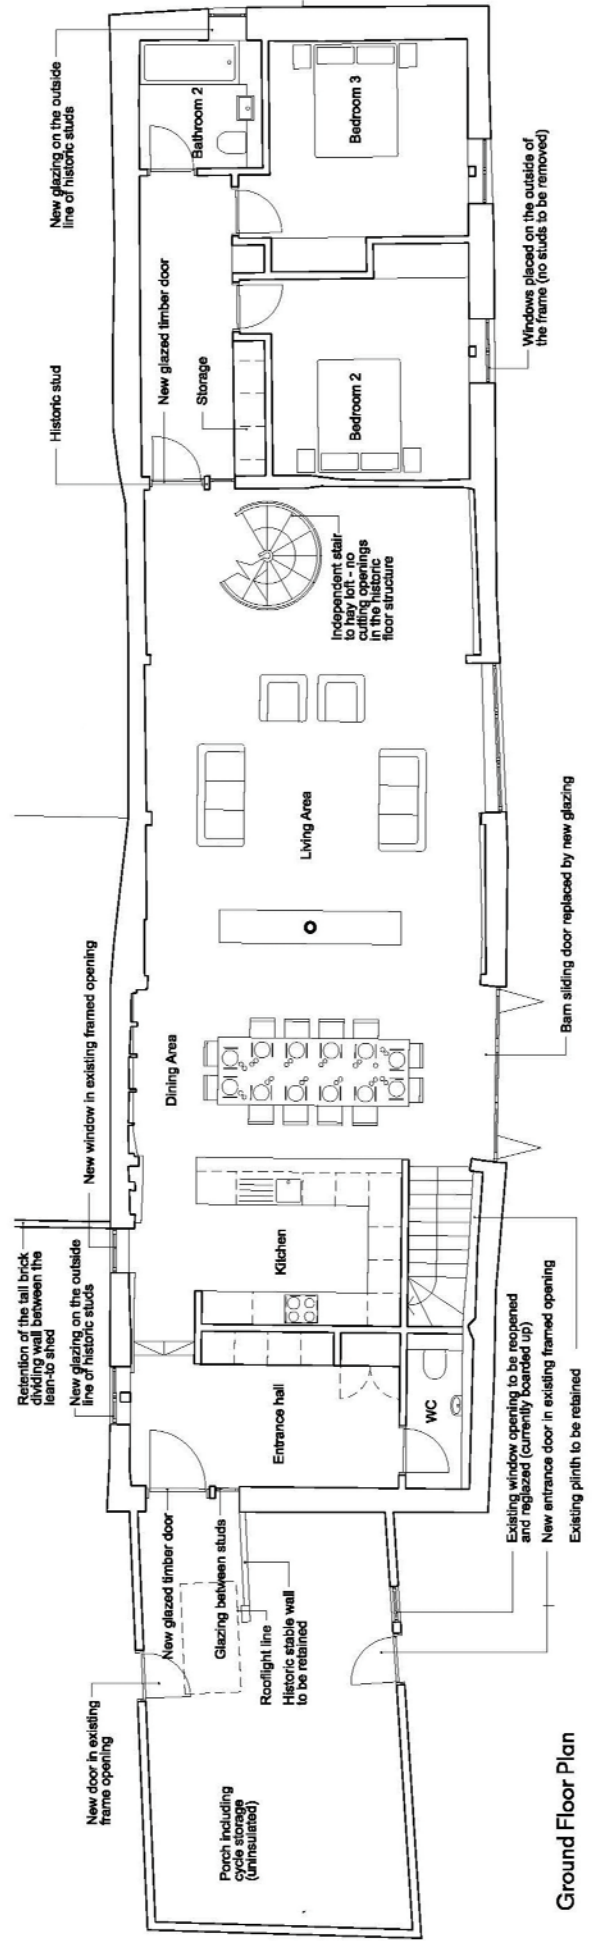 New glazing on the outside
line of historic studs
Bathroom 2
Bedroom 3
Windows placed on the outside of
the frame (no studs to be removed)
Historic stud
New glazed timber door
Storage
Bedroom 2
Independent stair
to hay loft - no
cutting openings
in the historic
floor structure
Living Area
Barn sliding door replaced by new glazing
Dining Area
New window in existing framed opening
Retention of the tall brick
dividing wall between the
lean-to shed
New glazing on the outside
line of historic studs
Kitchen
Entrance hall
WC
Existing window opening to be reopened
and reglazed (currently boarded up)
New entrance door in existing framed opening
Existing plinth to be retained
New glazed timber door
Glazing between studs
Rooflight line
Historic stable wall
to be retained
New door in existing
frame opening
Porch including
cycle storage
(uninsulated)
Ground Floor Plan